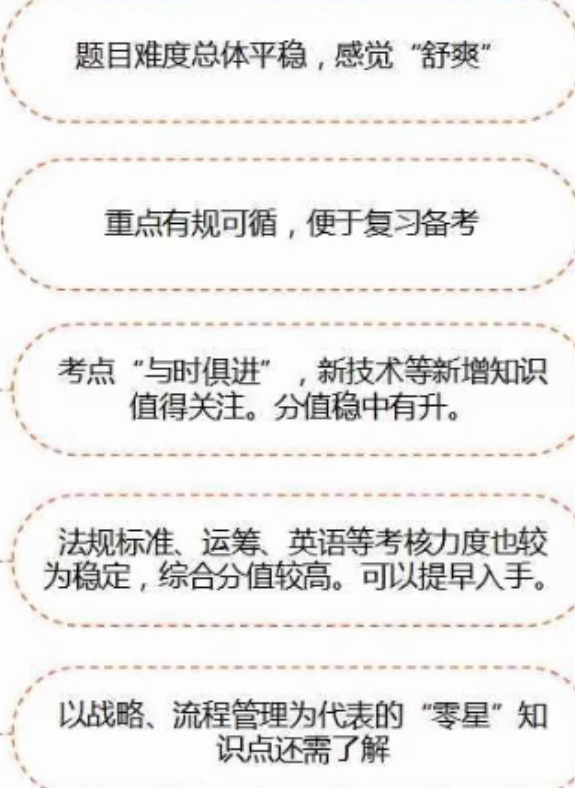 题目难度总体平稳，感觉“舒爽”
重点有规可循，便于复习备考
考点“与时俱进”，新技术等新增知识
值得关注。分值稳中有升。
法规标准、运筹、英语等考核力度也较
为稳定，综合分值较高。可以提早入手。
以战略、流程管理为代表的“零星”知
识点还需了解